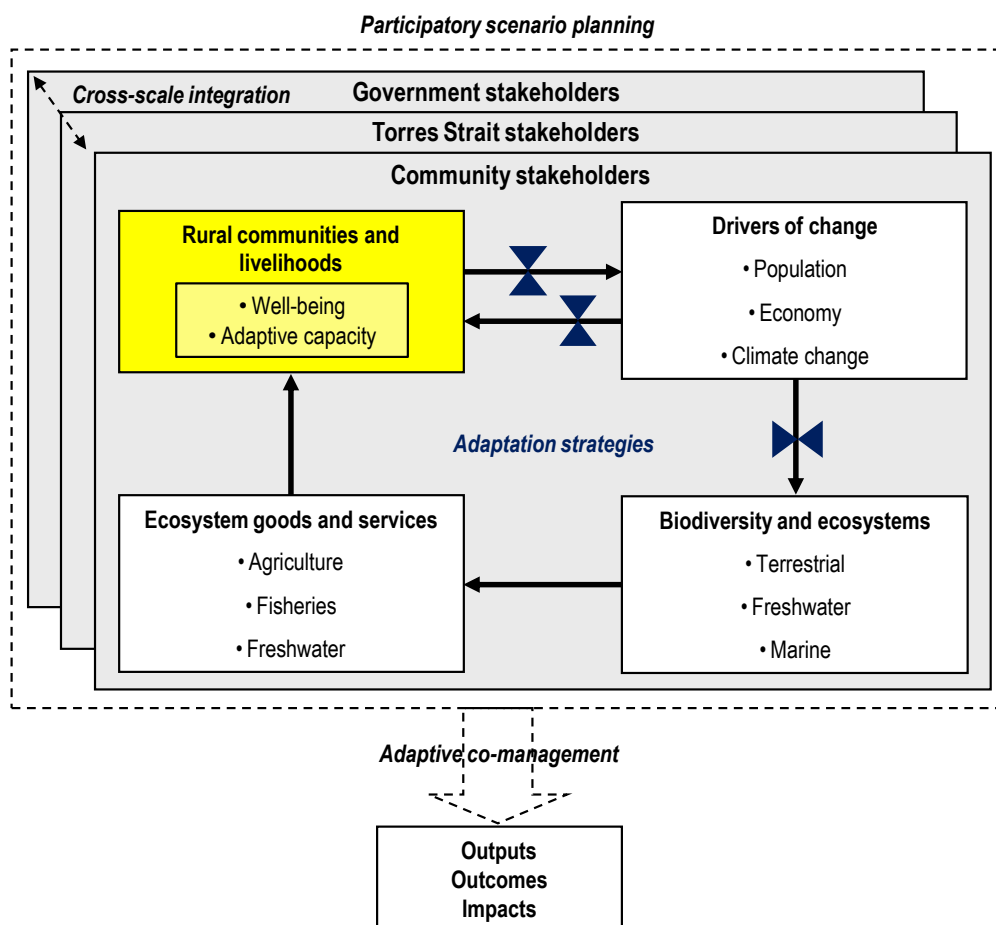 Participatory scenario planning
Cross-scale integration
Government stakeholders
Torres Strait stakeholders
Community stakeholders
Rural communities and
livelihoods
• Well-being
• Adaptive capacity
Drivers of change
• Population
• Economy
• Climate change
Adaptation strategies
Ecosystem goods and services
• Agriculture
• Fisheries
• Freshwater
Biodiversity and ecosystems
• Terrestrial
• Freshwater
• Marine
Adaptive co-management
Outputs
Outcomes
Impacts